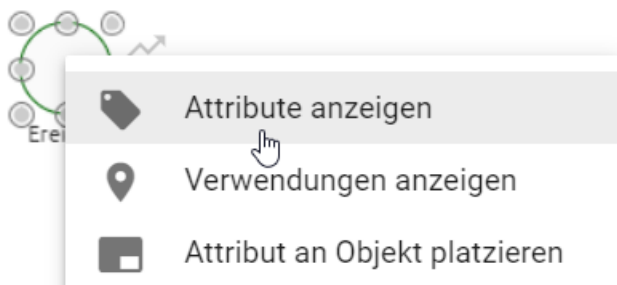 Attribute anzeigen
Verwendungen anzeigen
Attribut an Objekt platzieren